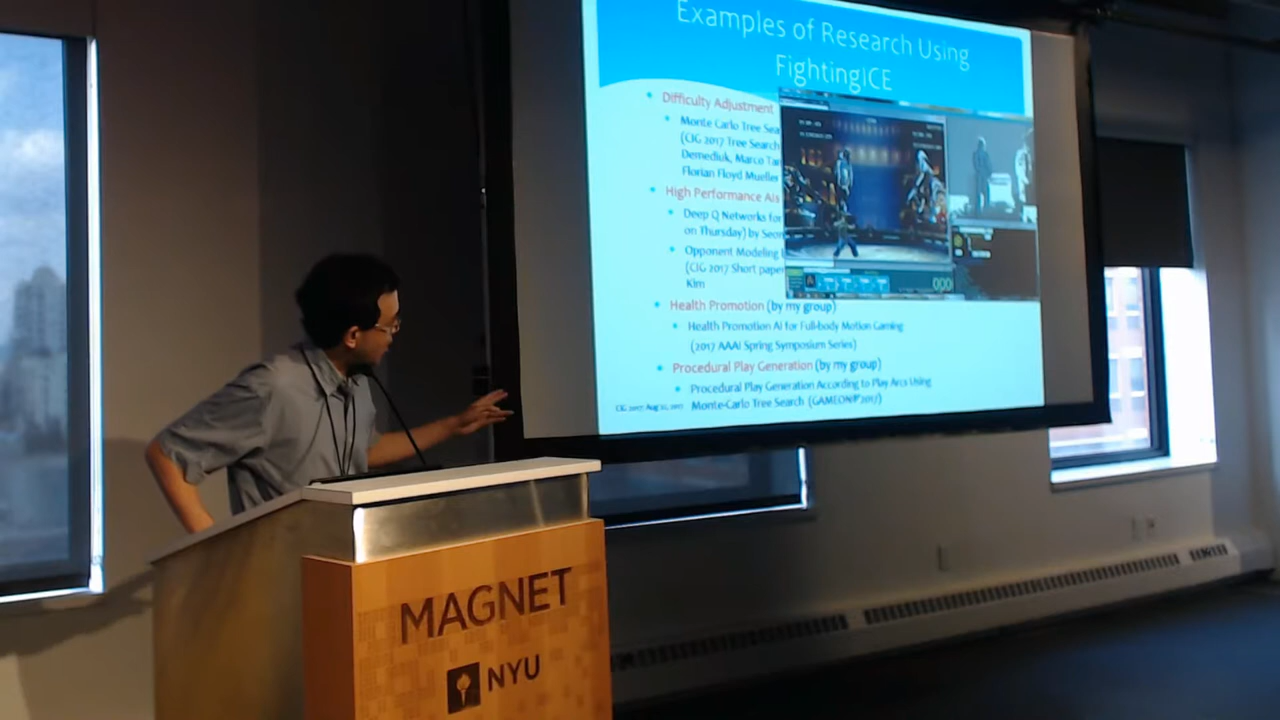 Examples of Research Using
FightingICE
Difficulty Adjustment
Monte Carlo Tree Sea
(CIG 2017 Tree Search
Demediuk, Marco Tam
Florian Floyd Mueller
High Performance AIs
Deep Q Networks for
on Thursday) by Seon
Opponent Modeling
(CIG 2017 Short paper
Kim
Health Promotion (by my group)
Health Promotion AI for Full-body Motion Gaming
(2017 AAAI Spring Symposium Series)
Procedural Play Generation (by my group)
Procedural Play Generation According to Play Arcs Using
Monte-Carlo Tree Search (GAMEON® 2017)
CIG 2017: Aug 22, 2017
000
MAGNET
NYU